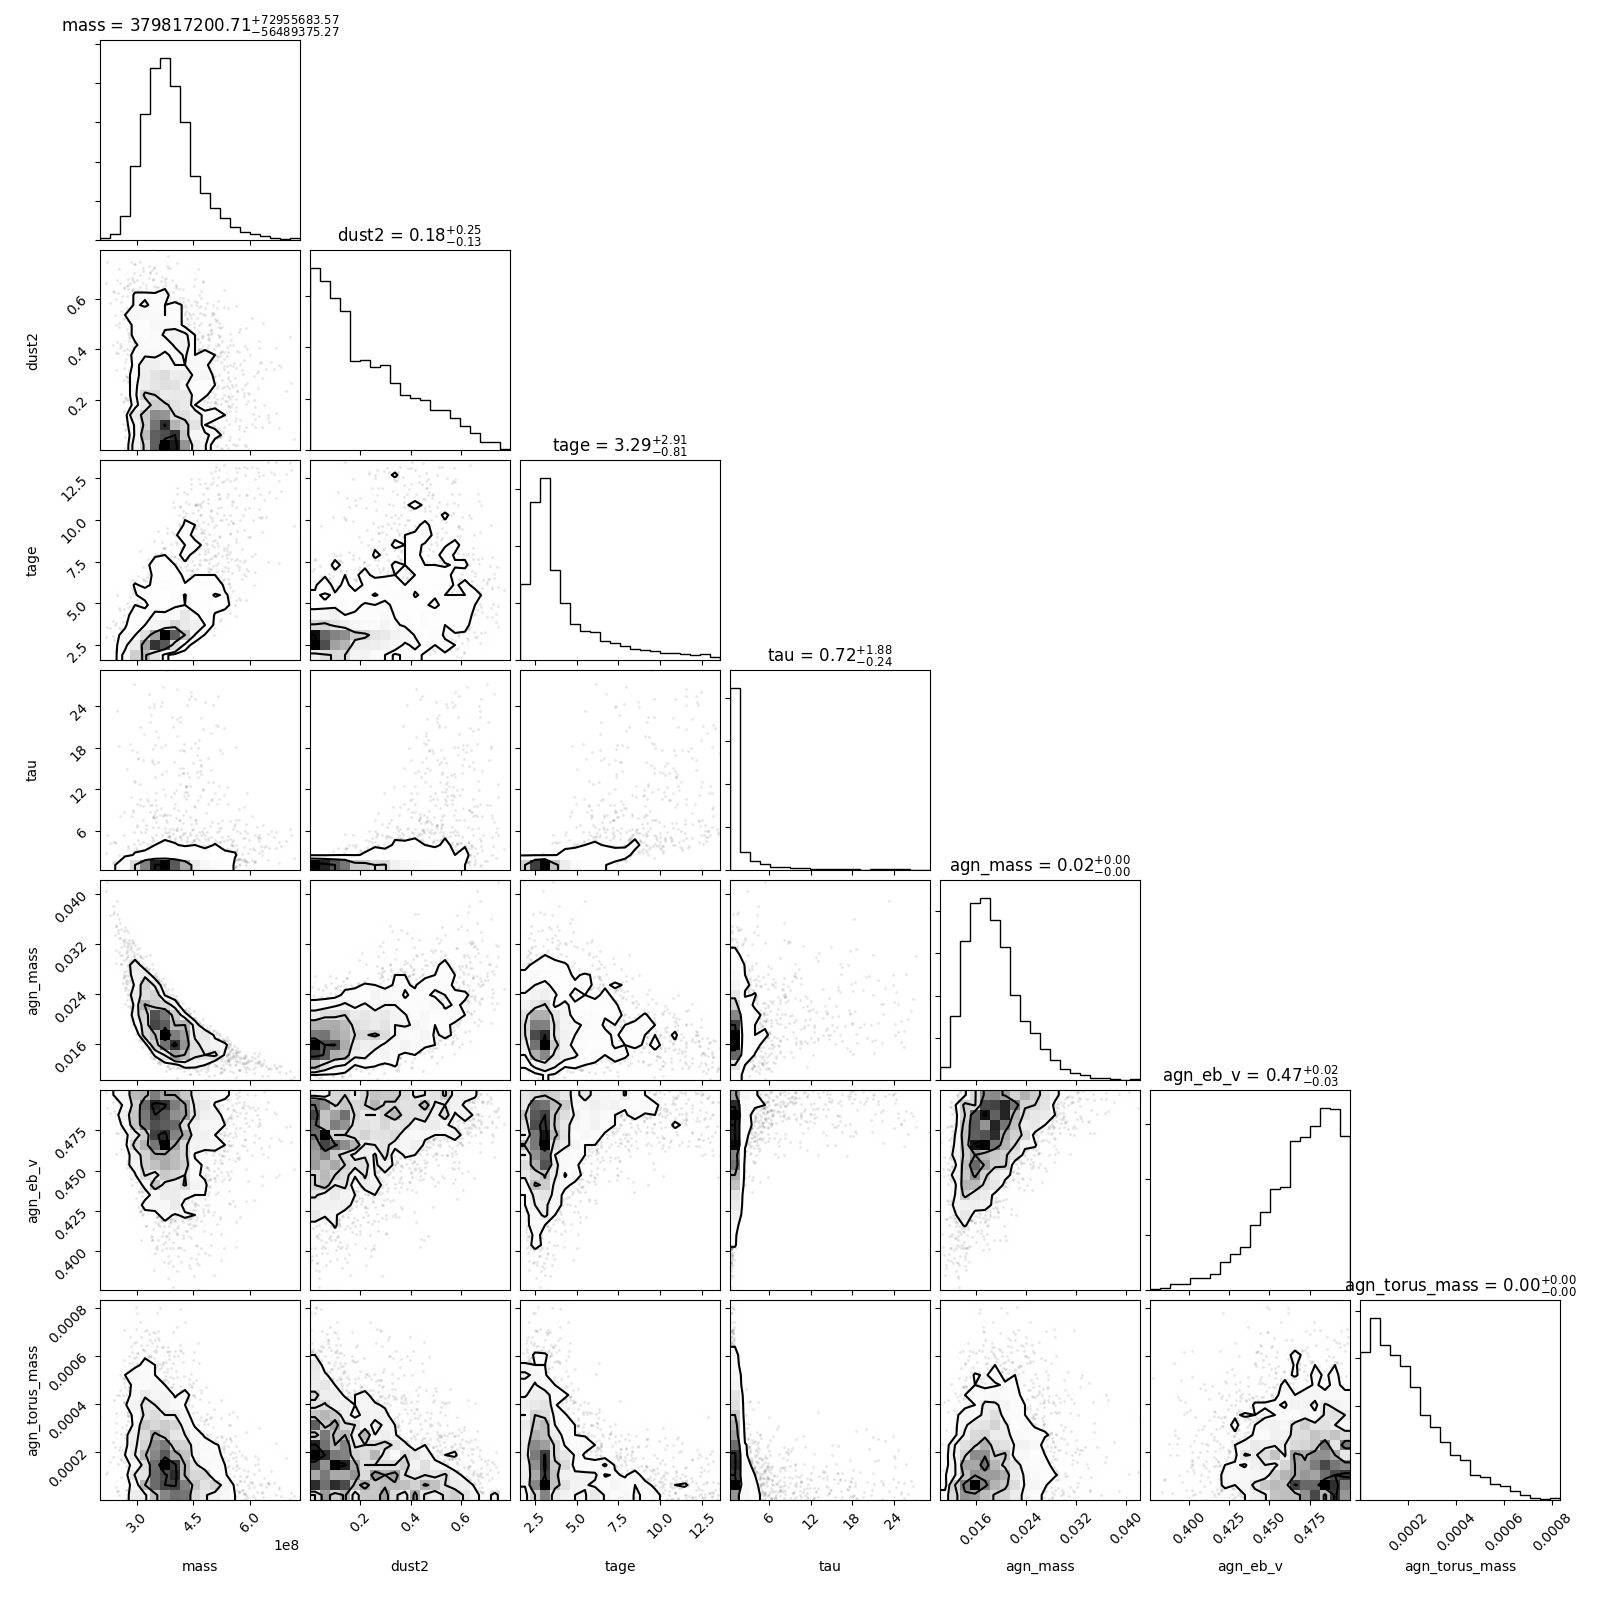 mass = 379817200.71+72955683.57−56489375.27
dust2 = 0.18+0.25−0.13
dust2
0.6
0.4
0.2
tage = 3.29+2.91−0.81
tage
12.5
10.0
7.5
5.0
2.5
tau = 0.72+1.88−0.24
tau
24
18
12
6
agn_mass = 0.02+0.00−0.00
agn_mass
0.040
0.032
0.024
0.016
agn_eb_v = 0.47+0.02−0.03
agn_eb_v
0.475
0.450
0.425
0.400
agn_torus_mass = 0.00+0.00−0.00
agn_torus_mass
0.0008
0.0006
0.0004
0.0002
3.0 4.5 6.0 0.2 0.4 0.6 2.5 5.0 7.5 10.0 12.5 6 12 18 24 0.016 0.024 0.032 0.040 0.400 0.425 0.450 0.475 0.0002 0.0004 0.0006 0.0008
1e8
mass dust2 tage tau agn_mass agn_eb_v agn_torus_mass